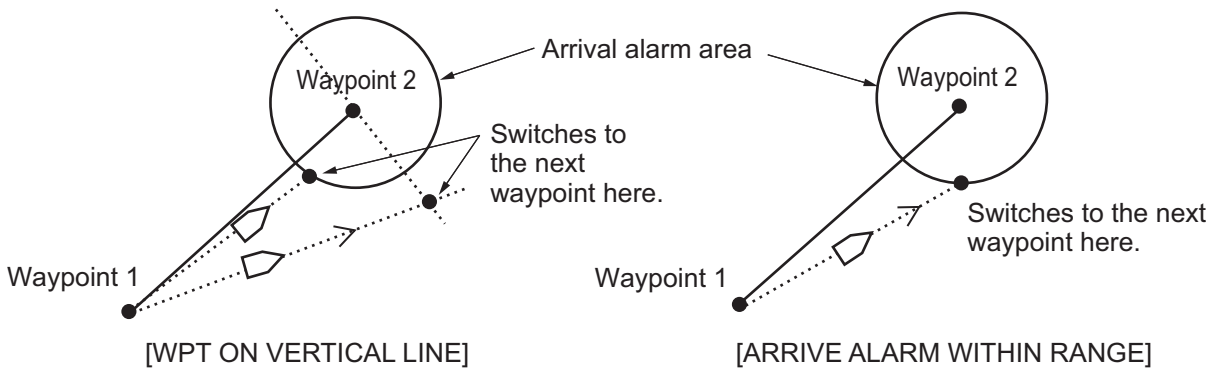 Waypoint 2
Arrival alarm area
Switches to
the next
waypoint here.
Waypoint 1
[WPT ON VERTICAL LINE]
Waypoint 2
Switches to the next
waypoint here.
Waypoint 1
[ARRIVE ALARM WITHIN RANGE]